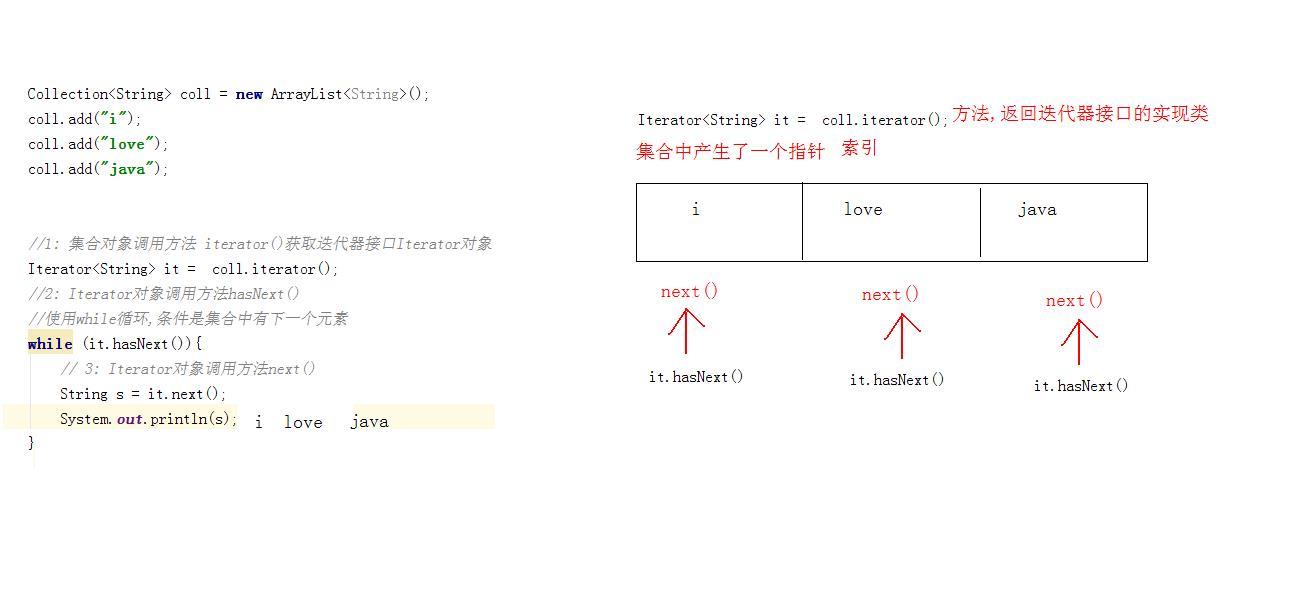 Collection<String> coll = new ArrayList<String>();
coll.add("i");
coll.add("love");
coll.add("java");
//1: 集合对象调用方法 iterator()获取迭代器接口Iterator对象
Iterator<String> it =  coll.iterator();
//2: Iterator对象调用方法hasNext()
//使用while循环,条件是集合中有下一个元素
while (it.hasNext()){
// 3: Iterator对象调用方法next()
String s = it.next();
System.out.println(s); i love java
}
Iterator<String> it =  coll.iterator(); 方法,返回迭代器接口的实现类
集合中产生了一个指针 索引
i love java
next() next() next()
it.hasNext() it.hasNext() it.hasNext()